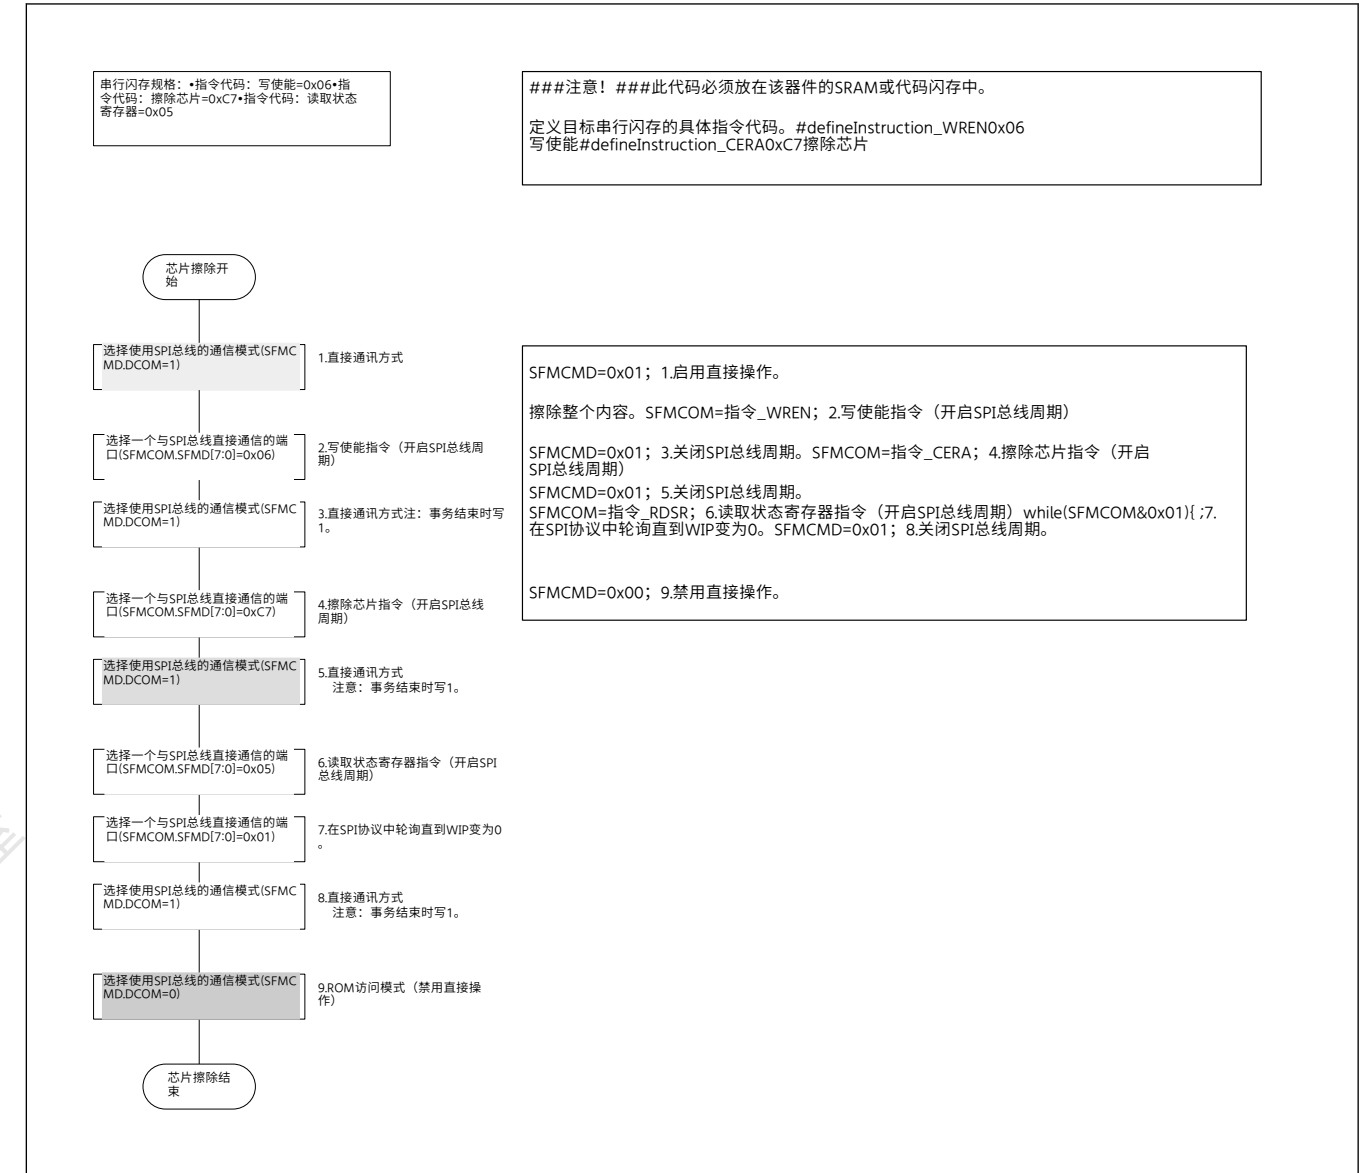 串行闪存规格：•指令代码：写使能=0x06•指
令代码：擦除芯片=0xC7•指令代码：读取状态
寄存器=0x05
###注意！###此代码必须放在该器件的SRAM或代码闪存中。
定义目标串行闪存的具体指令代码。#defineInstruction_WREN0x06
写使能#defineInstruction_CERA0xC7擦除芯片
芯片擦除开
始
选择使用SPI总线的通信模式(SFMC
MD.DCOM=1)
1.直接通讯方式
选择一个与SPI总线直接通信的端
口(SFMCOM.SFMD[7:0]=0x06)
2.写使能指令（开启SPI总线周
期）
选择使用SPI总线的通信模式(SFMC
MD.DCOM=1)
3.直接通讯方式注：事务结束时写
1。
选择一个与SPI总线直接通信的端
口(SFMCOM.SFMD[7:0]=0xC7)
4.擦除芯片指令（开启SPI总线
周期）
选择使用SPI总线的通信模式(SFMC
MD.DCOM=1)
5.直接通讯方式
注意：事务结束时写1。
选择一个与SPI总线直接通信的端
口(SFMCOM.SFMD[7:0]=0x05)
6.读取状态寄存器指令（开启SPI
总线周期）
选择一个与SPI总线直接通信的端
口(SFMCOM.SFMD[7:0]=0x01)
7.在SPI协议中轮询直到WIP变为0
。
选择使用SPI总线的通信模式(SFMC
MD.DCOM=1)
8.直接通讯方式
注意：事务结束时写1。
选择使用SPI总线的通信模式(SFMC
MD.DCOM=0)
9.ROM访问模式（禁用直接操
作）
芯片擦除结
束
SFMCMD=0x01；1.启用直接操作。
擦除整个内容。SFMCOM=指令_WREN；2.写使能指令（开启SPI总线周期）
SFMCMD=0x01；3.关闭SPI总线周期。SFMCOM=指令_CERA；4.擦除芯片指令（开启
SPI总线周期）
SFMCMD=0x01；5.关闭SPI总线周期。
SFMCOM=指令_RDSR；6.读取状态寄存器指令（开启SPI总线周期）while(SFMCOM&0x01){ ;7.
在SPI协议中轮询直到WIP变为0。SFMCMD=0x01；8.关闭SPI总线周期。
SFMCMD=0x00；9.禁用直接操作。